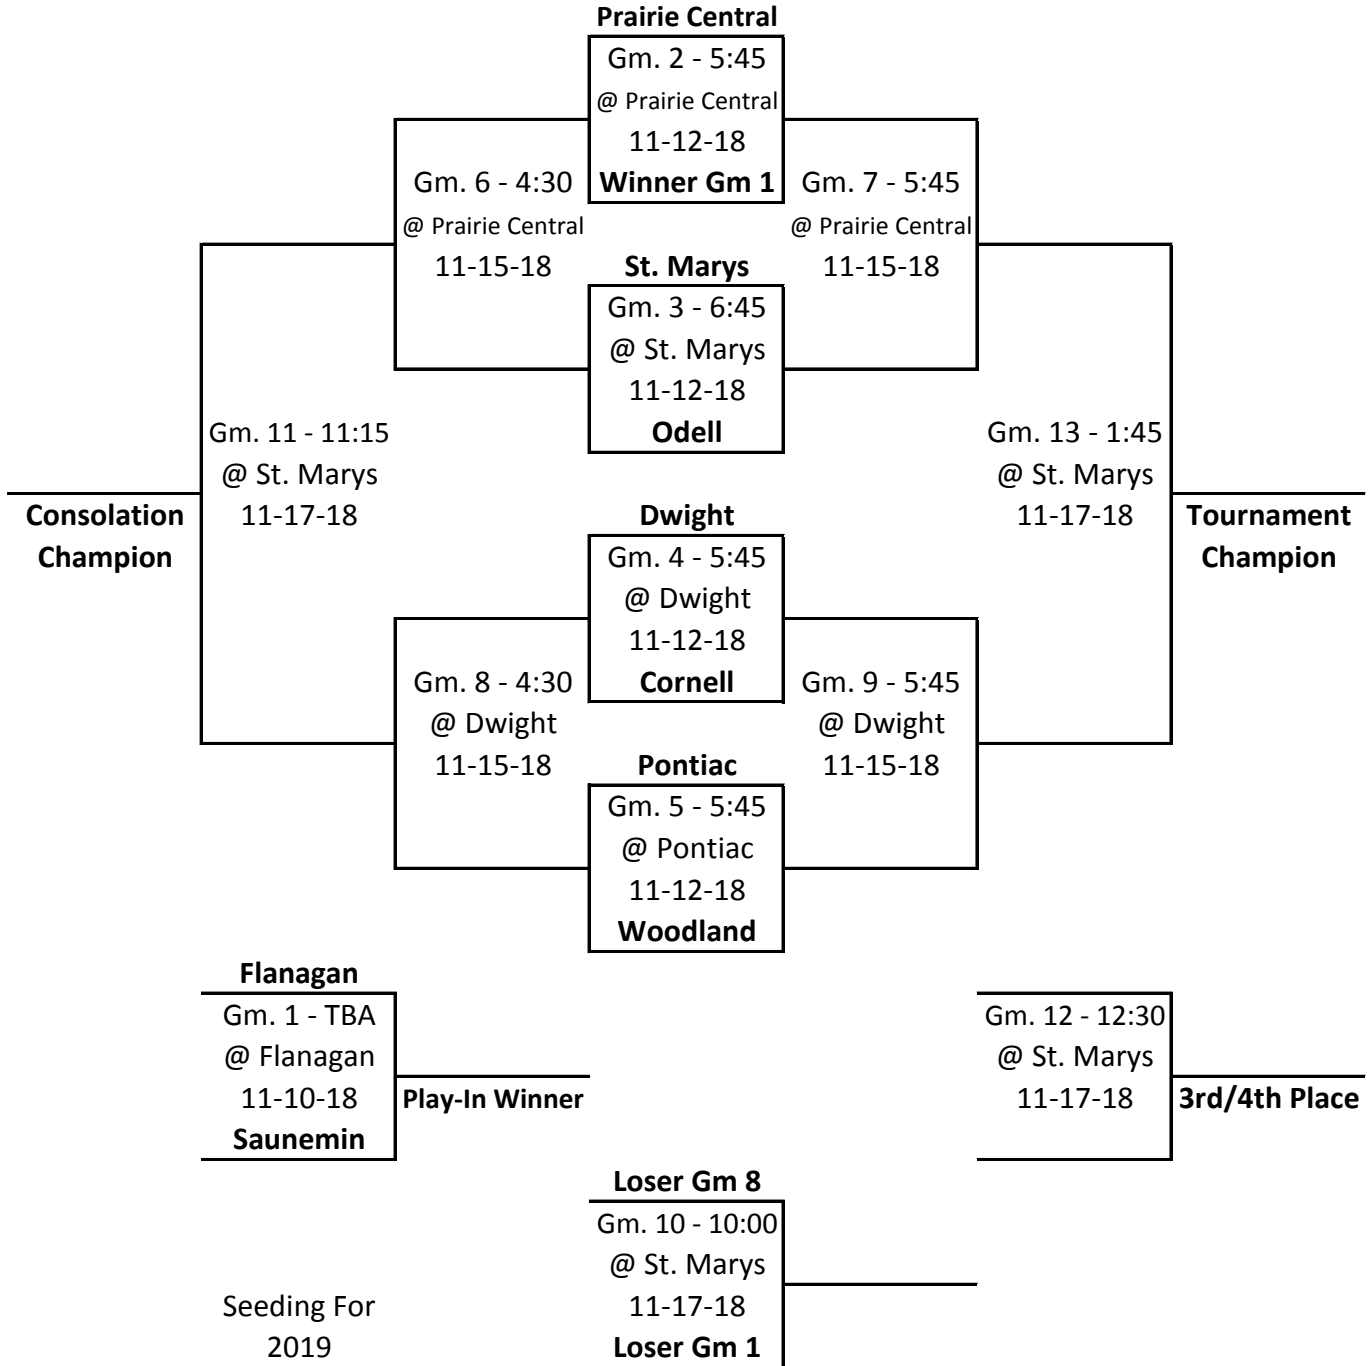 Prairie Central
Gm. 2 - 5:45
@ Prairie Central
11-12-18
Winner Gm 1
Gm. 6 - 4:30
@ Prairie Central
11-15-18
Gm. 7 - 5:45
@ Prairie Central
11-15-18
St. Marys
Gm. 3 - 6:45
@ St. Marys
11-12-18
Odell
Gm. 11 - 11:15
@ St. Marys
11-17-18
Gm. 13 - 1:45
@ St. Marys
11-17-18
Consolation
Champion
Tournament
Champion
Dwight
Gm. 4 - 5:45
@ Dwight
11-12-18
Cornell
Gm. 8 - 4:30
@ Dwight
11-15-18
Gm. 9 - 5:45
@ Dwight
11-15-18
Pontiac
Gm. 5 - 5:45
@ Pontiac
11-12-18
Woodland
Flanagan
Gm. 1 - TBA
@ Flanagan
11-10-18
Saunemin
Play-In Winner
Gm. 12 - 12:30
@ St. Marys
11-17-18
3rd/4th Place
Loser Gm 8
Gm. 10 - 10:00
@ St. Marys
11-17-18
Loser Gm 1
Seeding For
2019